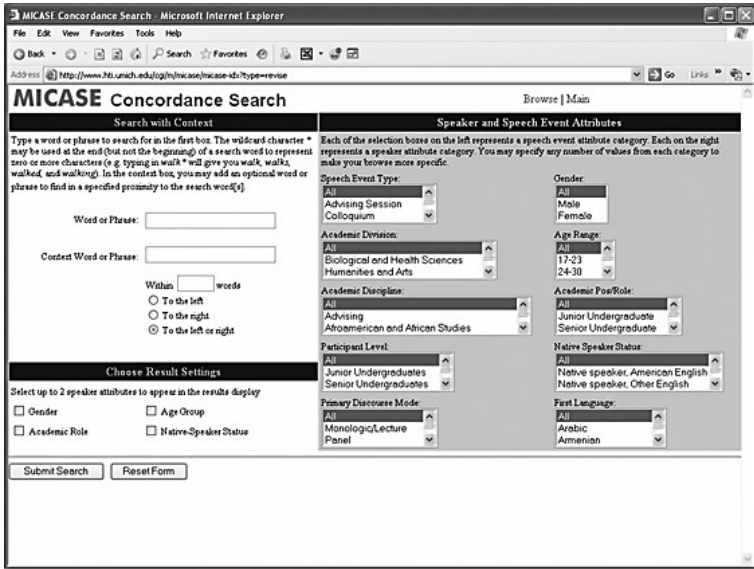 MICASE Concordance Search - Microsoft Internet Explorer
File Edit View Favorites Tools Help
Back Search Favorites
Address http://www.hti.umich.edu/cgi/m/micase/micase-idx?type=revise Go Links »
MICASE Concordance Search
Browse | Main
Search with Context
Type a word or phrase to search for in the first box. The wildcard character *
may be used at the end (but not the beginning) of a search word to represent
zero or more characters (e.g. typing in walk* will give you walk, walks,
walked, and walking). In the context box, you may add an optional word or
phrase to find in a specified proximity to the search word[s].
Word or Phrase:
Context Word or Phrase:
Within words
To the left
To the right
To the left or right
Choose Result Settings
Select up to 2 speaker attributes to appear in the results display
Gender Age Group
Academic Role Native-Speaker Status
Speaker and Speech Event Attributes
Each of the selection boxes on the left represents a speech event attribute category. Each on the right
represents a speaker attribute category. You may specify any number of values from each category to
make your browse more specific.
Speech Event Type:
All
Advising Session
Colloquium
Gender:
All
Male
Female
Academic Division:
All
Biological and Health Sciences
Humanities and Arts
Age Range:
All
17-23
24-30
Academic Discipline:
All
Advising
Afroamerican and African Studies
Academic Pos/Role:
All
Junior Undergraduate
Senior Undergraduate
Participant Level:
All
Junior Undergraduates
Senior Undergraduates
Native Speaker Status:
All
Native speaker, American English
Native speaker, Other English
Primary Discourse Mode:
All
Monologic/Lecture
Panel
First Language:
All
Arabic
Armenian
Submit Search Reset Form